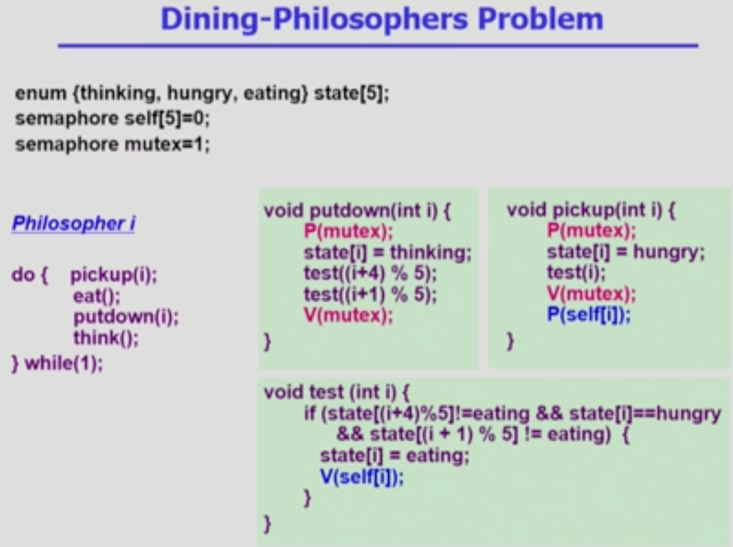 Dining-Philosophers Problem
enum {thinking, hungry, eating} state[5];
semaphore self[5]=0;
semaphore mutex=1;
Philosopher i
do {    pickup(i);
eat();
putdown(i);
think();
} while(1);
void putdown(int i) {
P(mutex);
state[i] = thinking;
test((i+4) % 5);
test((i+1) % 5);
V(mutex);
}
void pickup(int i) {
P(mutex);
state[i] = hungry;
test(i);
V(mutex);
P(self[i]);
}
void test (int i) {
if (state[(i+4)%5]!=eating && state[i]==hungry
&& state[(i + 1) % 5] != eating)  {
state[i] = eating;
V(self[i]);
}
}